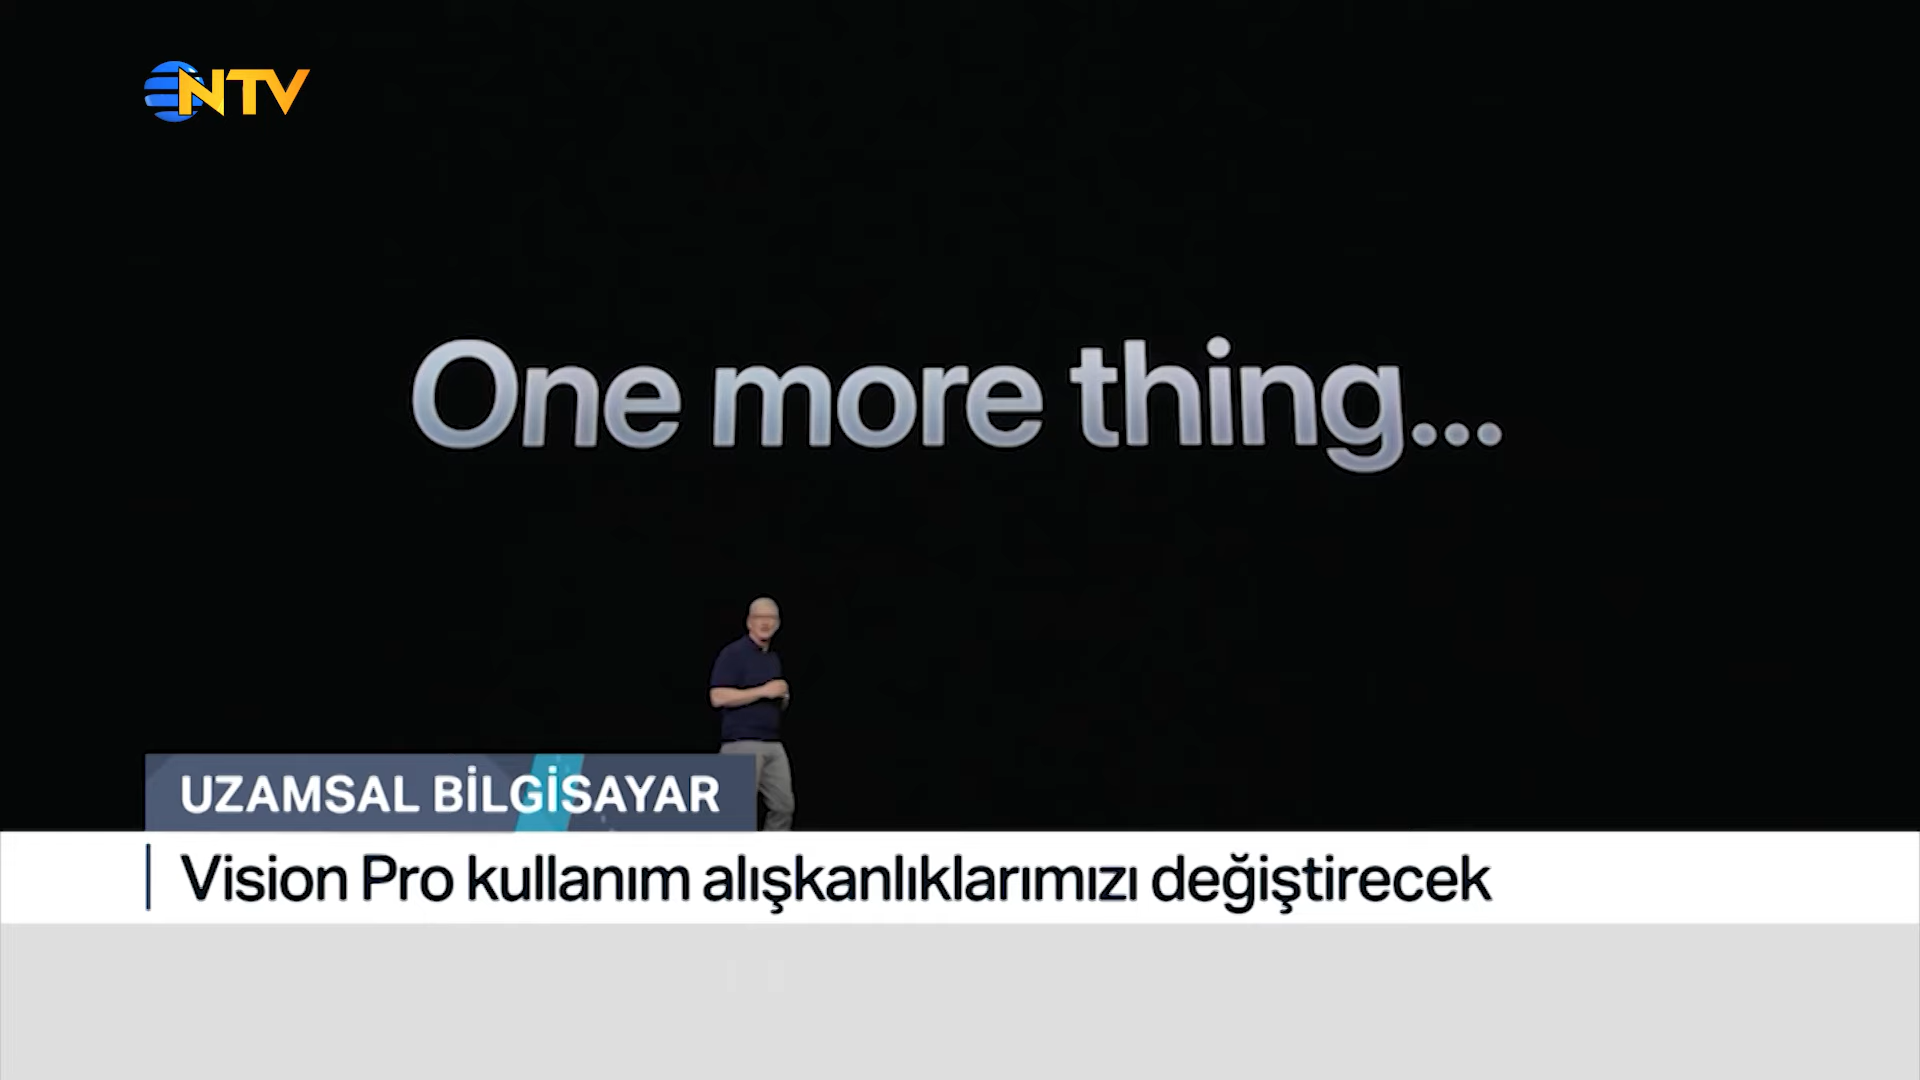 NTV
One more thing...
UZAMSAL BİLGİSAYAR
Vision Pro kullanım alışkanlıklarımızı değiştirecek